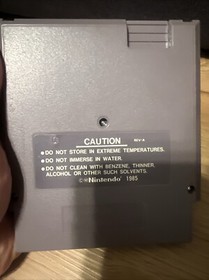 CAUTION REV-A
• DO NOT STORE IN EXTREME TEMPERATURES.
• DO NOT IMMERSE IN WATER.
• DO NOT CLEAN WITH BENZENE, THINNER,
ALCOHOL OR OTHER SUCH SOLVENTS.
©Nintendo® 1985